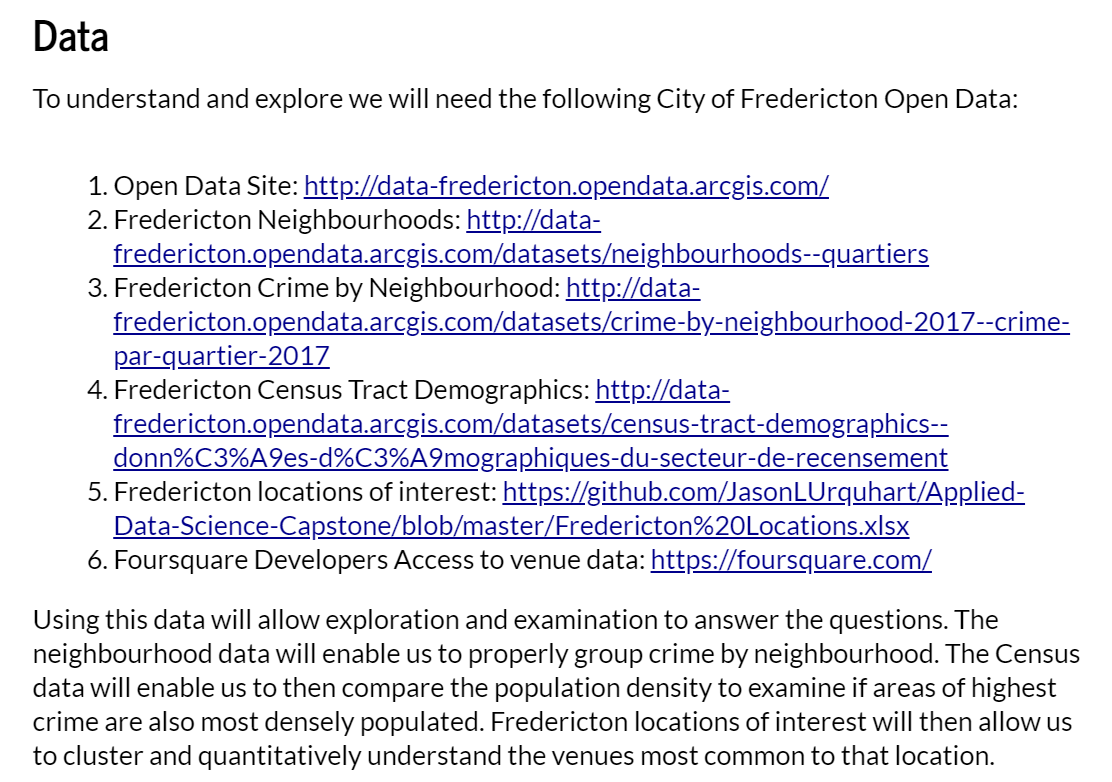 Data
To understand and explore we will need the following City of Fredericton Open Data:
1. Open Data Site: http://data-fredericton.opendata.arcgis.com/
2. Fredericton Neighbourhoods: http://data-
fredericton.opendata.arcgis.com/datasets/neighbourhoods--quartiers
3. Fredericton Crime by Neighbourhood: http://data-
fredericton.opendata.arcgis.com/datasets/crime-by-neighbourhood-2017--crime-
par-quartier-2017
4. Fredericton Census Tract Demographics: http://data-
fredericton.opendata.arcgis.com/datasets/census-tract-demographics--
donn%C3%A9es-d%C3%A9mographiques-du-secteur-de-recensement
5. Fredericton locations of interest: https://github.com/JasonLUrquhart/Applied-
Data-Science-Capstone/blob/master/Fredericton%20Locations.xlsx
6. Foursquare Developers Access to venue data: https://foursquare.com/
Using this data will allow exploration and examination to answer the questions. The
neighbourhood data will enable us to properly group crime by neighbourhood. The Census
data will enable us to then compare the population density to examine if areas of highest
crime are also most densely populated. Fredericton locations of interest will then allow us
to cluster and quantitatively understand the venues most common to that location.